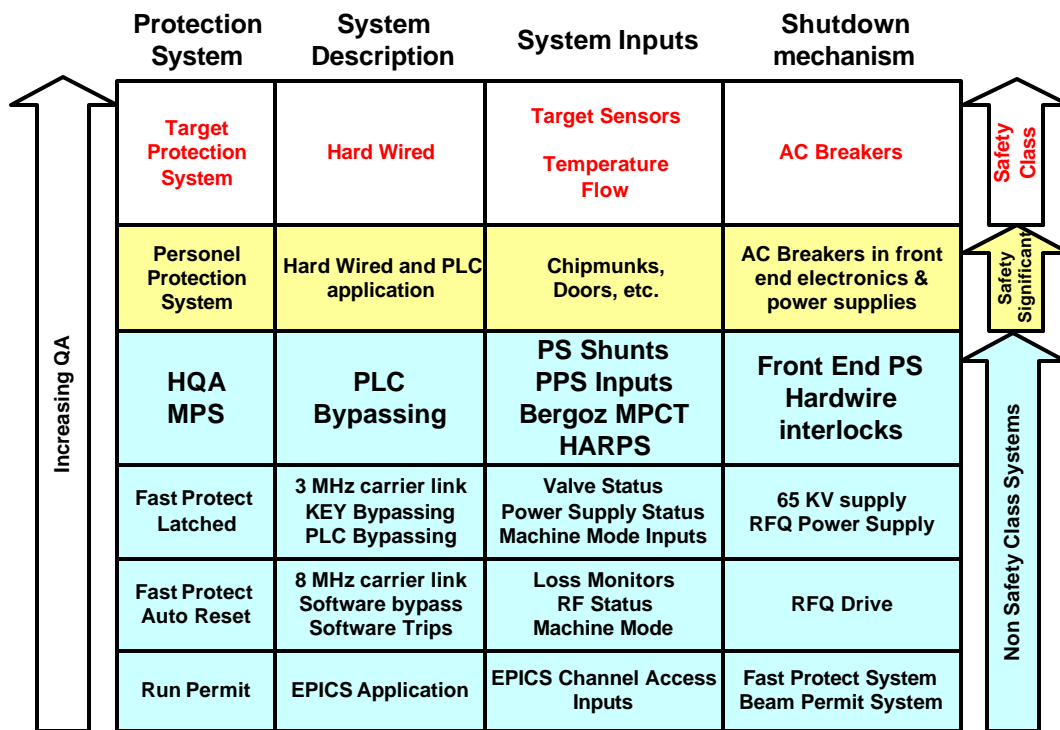 Protection
System
System
Description
System Inputs
Shutdown
mechanism
Target
Protection
System
Hard Wired
Target Sensors
Temperature
Flow
AC Breakers
Safety
Class
Personel
Protection
System
Hard Wired and PLC
application
Chipmunks,
Doors, etc.
AC Breakers in front
end electronics &
power supplies
Safety
Significant
Increasing QA
HQA
MPS
PLC
Bypassing
PS Shunts
PPS Inputs
Bergoz MPCT
HARPS
Front End PS
Hardwire
interlocks
Non Safety Class Systems
Fast Protect
Latched
3 MHz carrier link
KEY Bypassing
PLC Bypassing
Valve Status
Power Supply Status
Machine Mode Inputs
65 KV supply
RFQ Power Supply
Fast Protect
Auto Reset
8 MHz carrier link
Software bypass
Software Trips
Loss Monitors
RF Status
Machine Mode
RFQ Drive
Run Permit
EPICS Application
EPICS Channel Access
Inputs
Fast Protect System
Beam Permit System